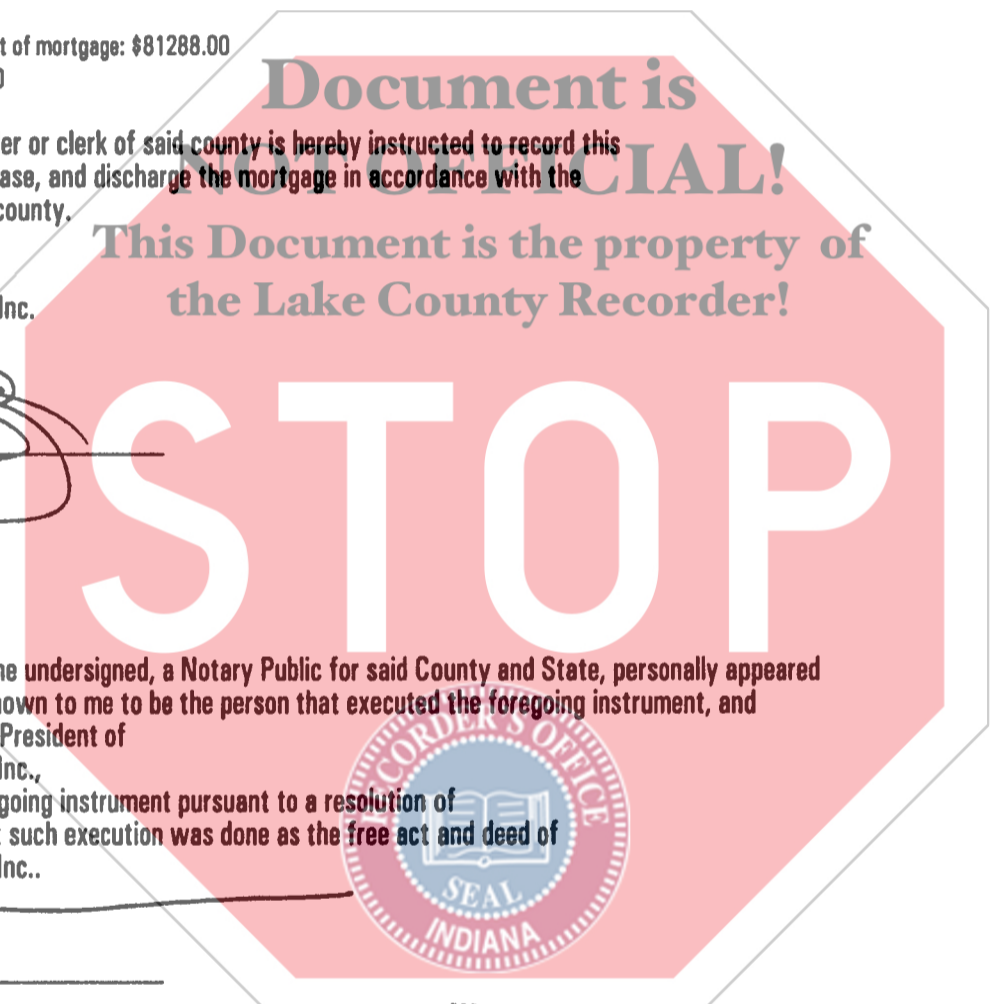 t of mortgage: $81288.00
Document is
er or clerk of said county is hereby instructed to record this
NOT OFFICIAL!
ase, and discharge the mortgage in accordance with the
county.
This Document is the property of
the Lake County Recorder!
Inc.
STOP
he undersigned, a Notary Public for said County and State, personally appeared
own to me to be the person that executed the foregoing instrument, and
President of
Inc.,
going instrument pursuant to a resolution of
t such execution was done as the free act and deed of
Inc..
RECORDER'S OFFICE
SEAL
INDIANA